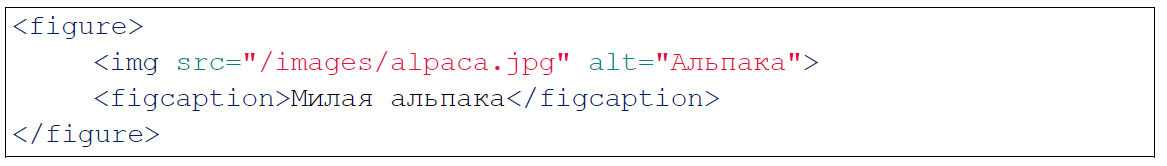 <figure>
<img src="/images/alpaca.jpg" alt="Альпака">
<figcaption>Милая альпака</figcaption>
</figure>